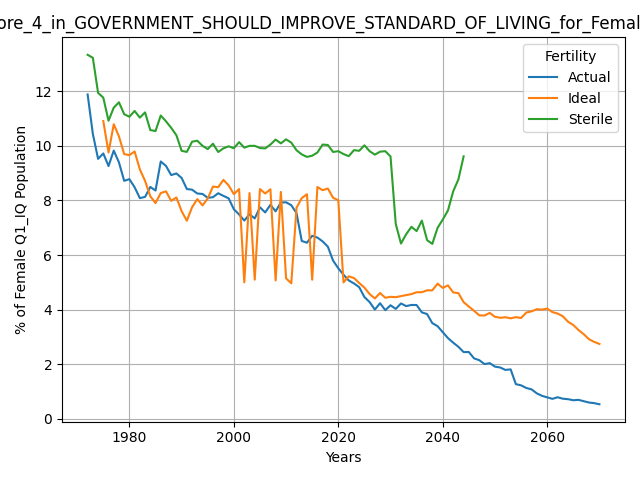 ore_4_in_GOVERNMENT_SHOULD_IMPROVE_STANDARD_OF_LIVING_for_Femal
Fertility
Actual
Ideal
Sterile
% of Female Q1_IQ Population
12
10
8
6
4
2
0
1980 2000 2020 2040 2060
Years